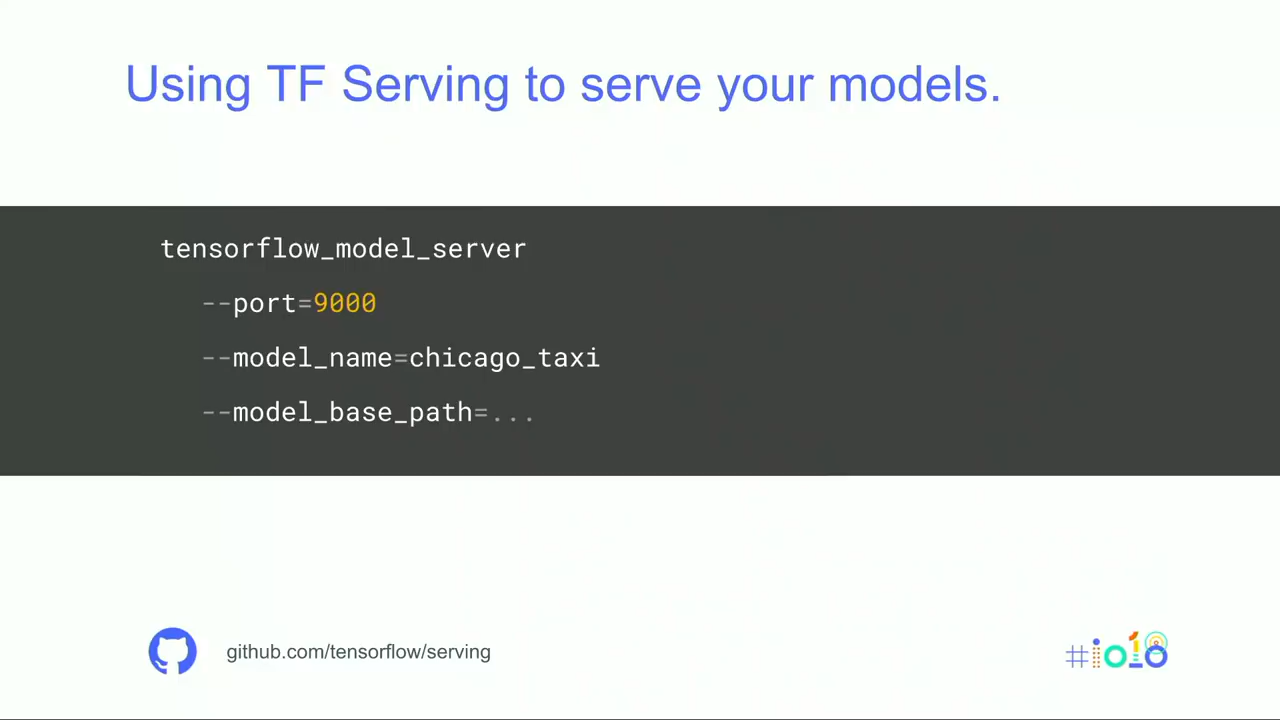 Using TF Serving to serve your models.
tensorflow_model_server
--port=9000
--model_name=chicago_taxi
--model_base_path=...
github.com/tensorflow/serving
#io18